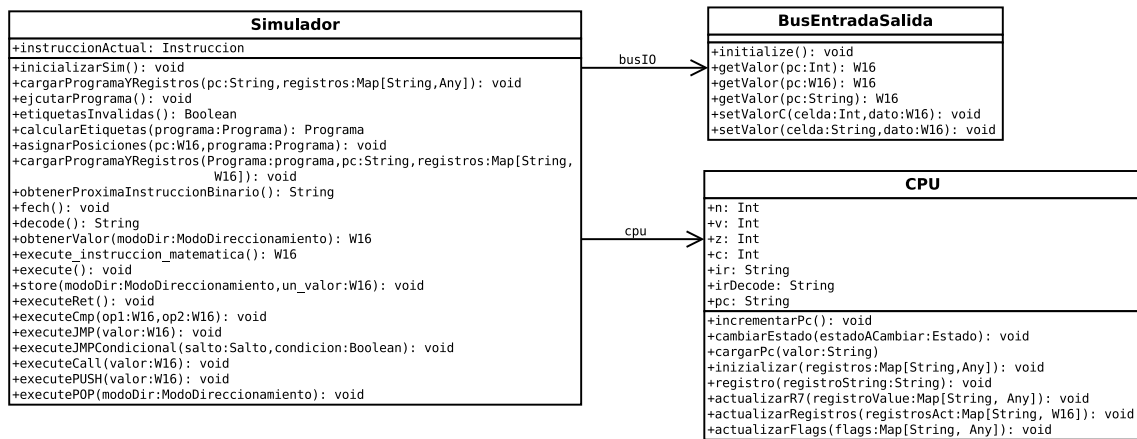 Simulador
+instruccionActual: Instruccion
+inicializarSim(): void
+cargarProgramaYRegistros(pc:String,registros:Map[String,Any]): void
+ejcutarPrograma(): void
+etiquetasInvalidas(): Boolean
+calcularEtiquetas(programa:Programa): Programa
+asignarPosiciones(pc:W16,programa:Programa): void
+cargarProgramaYRegistros(Programa:programa,pc:String,registros:Map[String,
W16]): void
+obtenerProximaInstruccionBinario(): String
+fech(): void
+decode(): String
+obtenerValor(modoDir:ModoDireccionamiento): W16
+execute_instruccion_matematica(): W16
+execute(): void
+store(modoDir:ModoDireccionamiento,un_valor:W16): void
+executeRet(): void
+executeCmp(op1:W16,op2:W16): void
+executeJMP(valor:W16): void
+executeJMPCondicional(salto:Salto,condicion:Boolean): void
+executeCall(valor:W16): void
+executePUSH(valor:W16): void
+executePOP(modoDir:ModoDireccionamiento): void
busIO
cpu
BusEntradaSalida
+initialize(): void
+getValor(pc:Int): W16
+getValor(pc:W16): W16
+getValor(pc:String): W16
+setValorC(celda:Int,dato:W16): void
+setValor(celda:String,dato:W16): void
CPU
+n: Int
+v: Int
+z: Int
+c: Int
+ir: String
+irDecode: String
+pc: String
+incrementarPc(): void
+cambiarEstado(estadoACambiar:Estado): void
+cargarPc(valor:String)
+inizializar(registros:Map[String,Any]): void
+registro(registroString:String): void
+actualizarR7(registroValue:Map[String, Any]): void
+actualizarRegistros(registrosAct:Map[String, W16]): void
+actualizarFlags(flags:Map[String, Any]): void